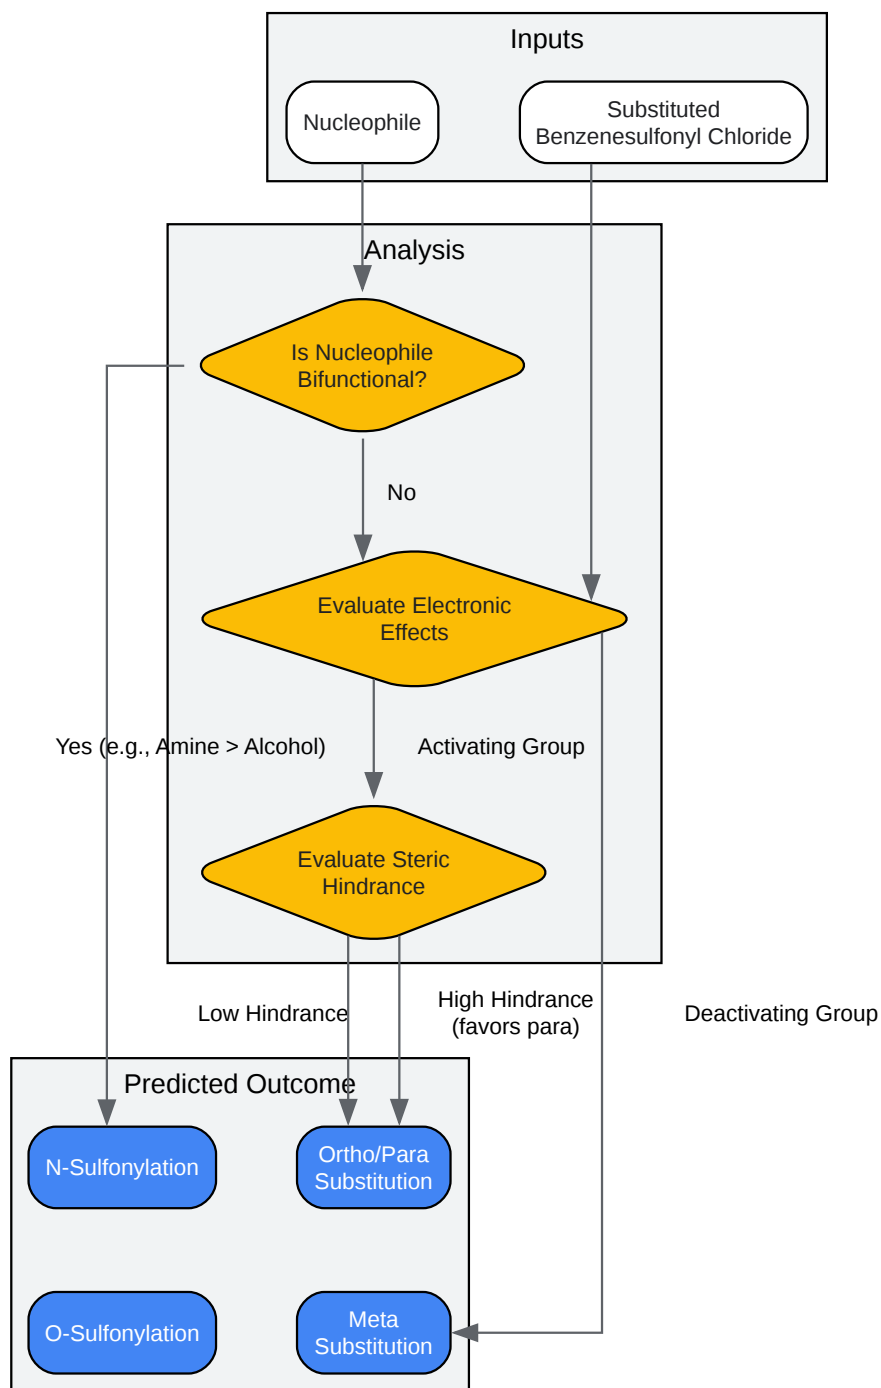 Inputs
Nucleophile
Substituted
Benzenesulfonyl Chloride
Analysis
Is Nucleophile
Bifunctional?
No
Evaluate Electronic
Effects
Yes (e.g., Amine > Alcohol)
Activating Group
Evaluate Steric
Hindrance
Low Hindrance
High Hindrance
(favors para)
Deactivating Group
Predicted Outcome
N-Sulfonylation
Ortho/Para
Substitution
O-Sulfonylation
Meta
Substitution